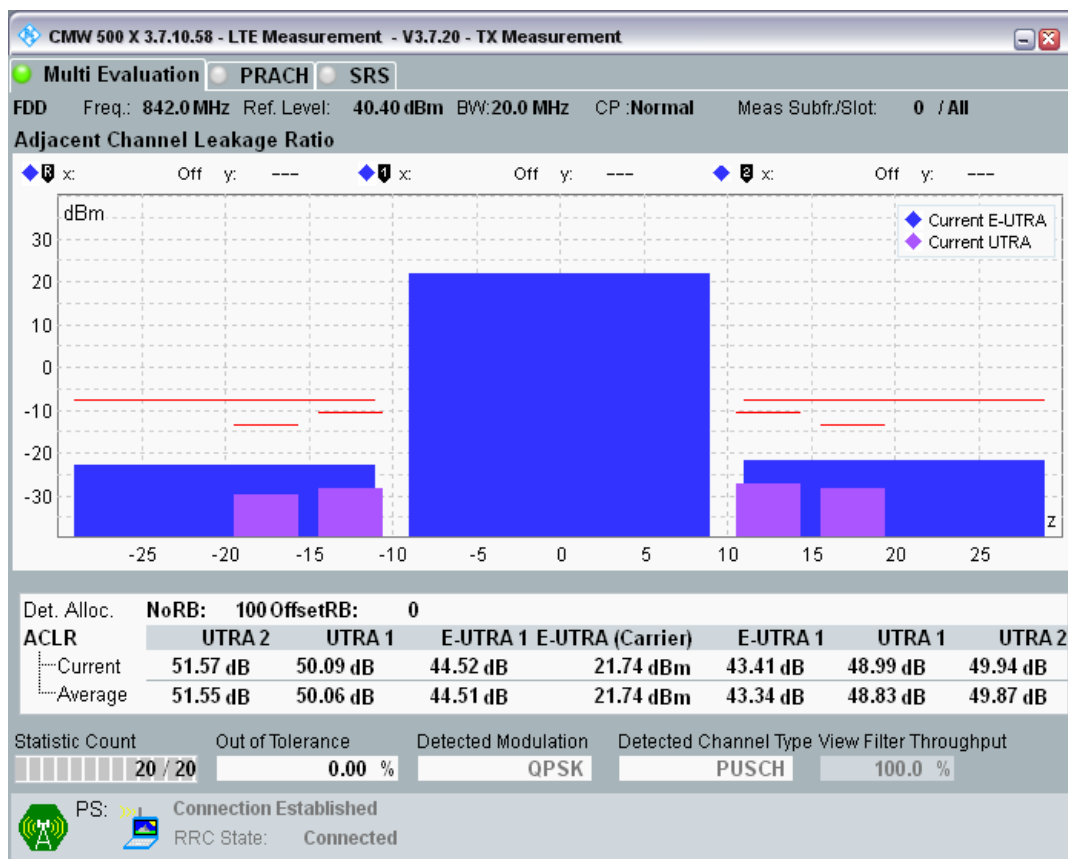 CMW 500 X 3.7.10.58 - LTE Measurement - V3.7.20 - TX Measurement
Multi Evaluation PRACH SRS
FDD Freq.: 842.0 MHz Ref. Level: 40.40 dBm BW:20.0 MHz CP :Normal Meas Subfr./Slot: 0 / All
Adjacent Channel Leakage Ratio
R x: Off y: --- 1 x: Off y: --- 2 x: Off y: ---
dBm
Current E-UTRA
Current UTRA
30
20
10
0
-10
-20
-30
z
-25 -20 -15 -10 -5 0 5 10 15 20 25
Det. Alloc. NoRB: 100 OffsetRB: 0
ACLR UTRA 2 UTRA 1 E-UTRA 1 E-UTRA (Carrier) E-UTRA 1 UTRA 1 UTRA 2
Current 51.57 dB 50.09 dB 44.52 dB 21.74 dBm 43.41 dB 48.99 dB 49.94 dB
Average 51.55 dB 50.06 dB 44.51 dB 21.74 dBm 43.34 dB 48.83 dB 49.87 dB
Statistic Count Out of Tolerance Detected Modulation Detected Channel Type View Filter Throughput
20 / 20 0.00 % QPSK PUSCH 100.0 %
PS: Connection Established
RRC State: Connected